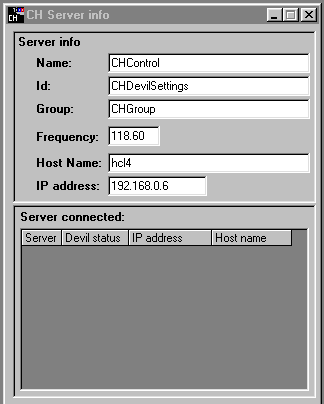 CH Server info
Server info
Name: CHControl
Id: CHDevilSettings
Group: CHGroup
Frequency: 118.60
Host Name: hcl4
IP address: 192.168.0.6
Server connected:
Server Devil status IP address Host name